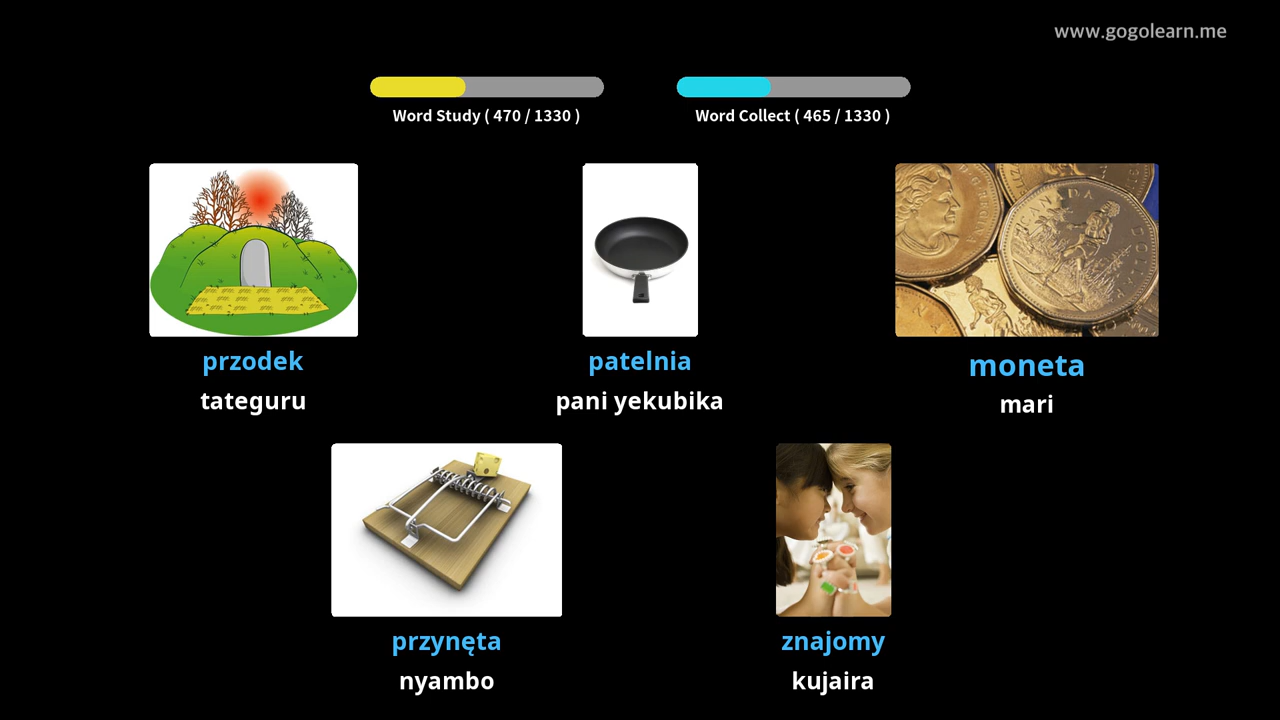 www.gogolearn.me
Word Study ( 470 / 1330 )
Word Collect ( 465 / 1330 )
przodek
tateguru
patelnia
pani yekubika
moneta
mari
przynęta
nyambo
znajomy
kujaira